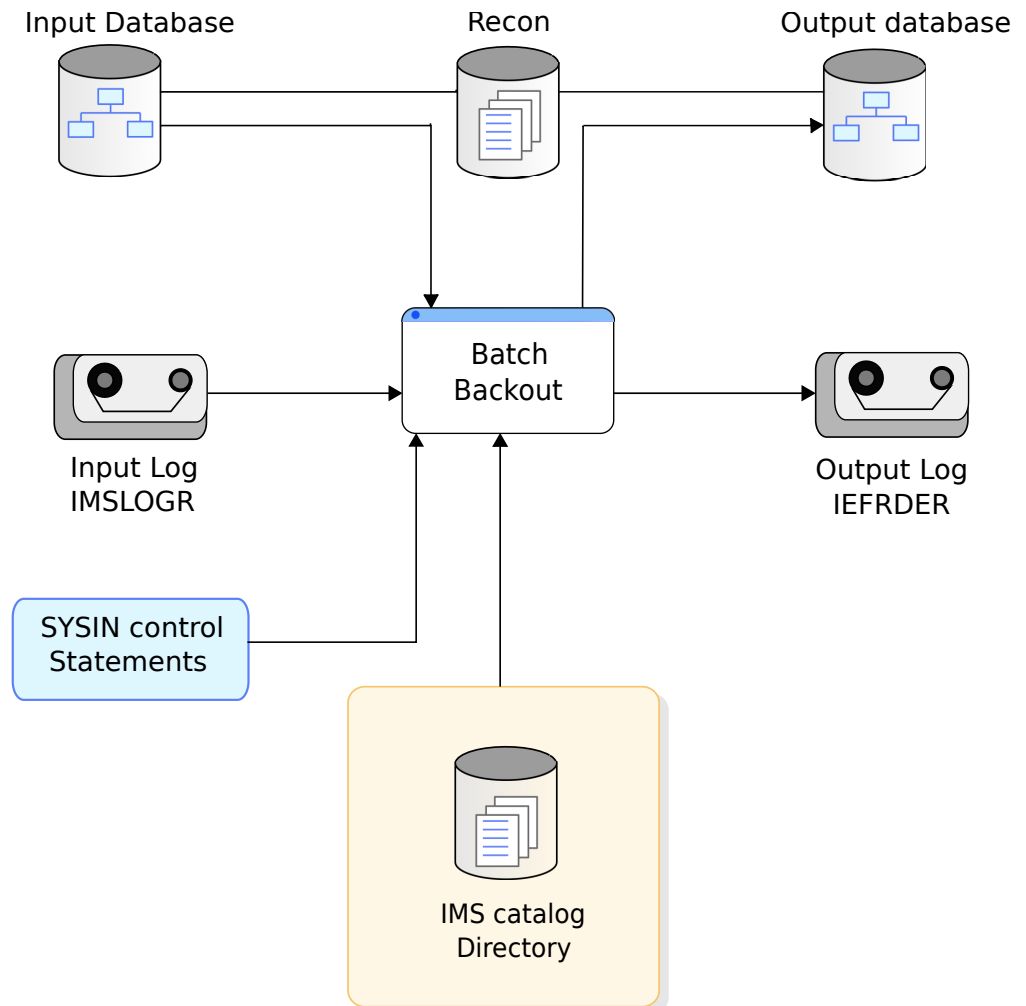 Input Database
Recon
Output database
Batch
Backout
Input Log
IMSLOGR
Output Log
IEFRDER
SYSIN control
Statements
IMS catalog
Directory